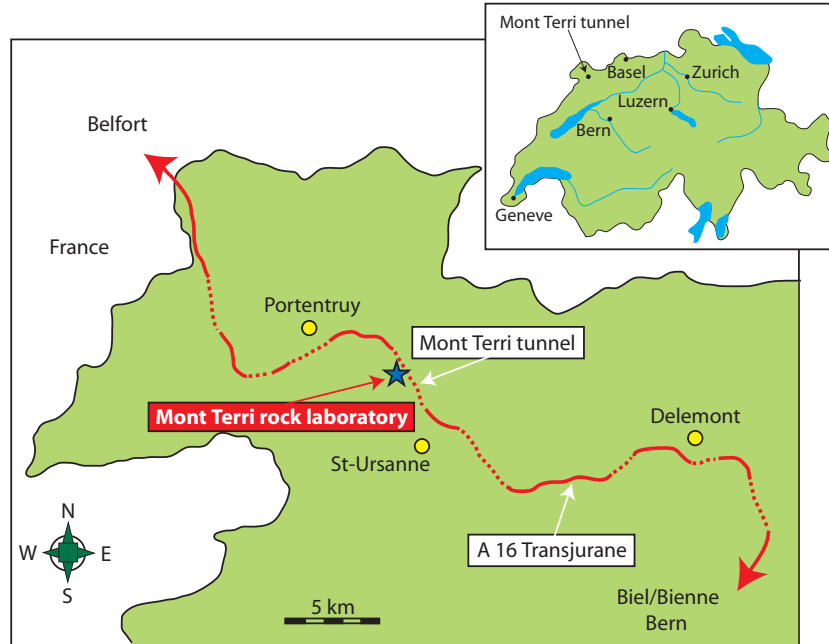 Mont Terri tunnel
Basel
Zurich
Luzern
Bern
Geneve
Belfort
France
Portentruy
Mont Terri tunnel
Mont Terri rock laboratory
St-Ursanne
Delemont
A 16 Transjurane
N
W
E
S
5 km
Biel/Bienne
Bern